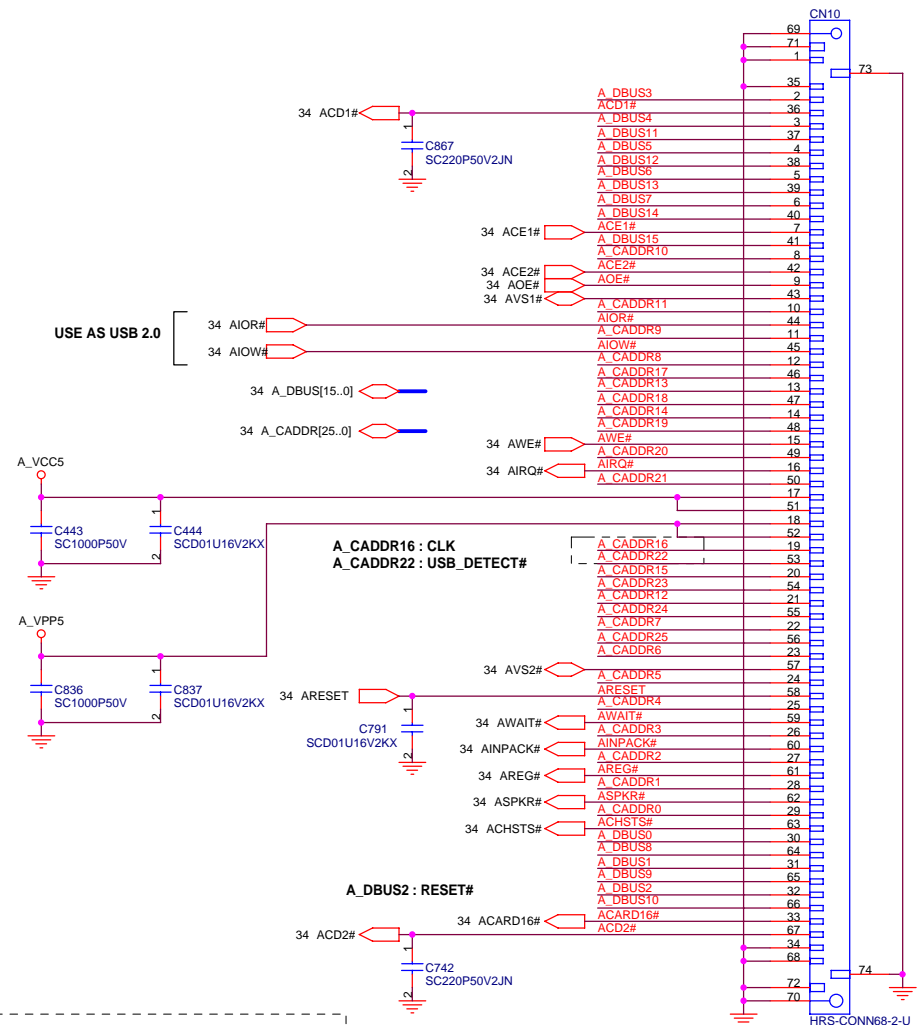 CN10
69
71
1
73
35
A_DBUS3 2
34 ACD1# ACD1# 36
A_DBUS4 3
1
C867
SC220P50V2JN
2
A_DBUS11 37
A_DBUS5 4
A_DBUS12 38
A_DBUS6 5
A_DBUS13 39
A_DBUS7 6
A_DBUS14 40
34 ACE1# ACE1# 7
A_DBUS15 41
A_CADDR10 8
34 ACE2# ACE2# 42
34 AOE# AOE# 9
34 AVS1# 43
A_CADDR11 10
USE AS USB 2.0
34 AIOR# AIOR# 44
A_CADDR9 11
34 AIOW# AIOW# 45
A_CADDR8 12
A_CADDR17 46
34 A_DBUS[15..0] A_CADDR13 13
A_CADDR18 47
A_CADDR14 14
34 A_CADDR[25..0] A_CADDR19 48
34 AWE# AWE# 15
A_CADDR20 49
34 AIRQ# AIRQ# 16
A_CADDR21 50
A_VCC5
17
51
18
1
C443
SC1000P50V
C444
SCD01U16V2KX
2
52
A_CADDR16 : CLK
A_CADDR22 : USB_DETECT#
A_CADDR16 19
A_CADDR22 53
A_CADDR15 20
A_CADDR23 54
A_CADDR12 21
A_CADDR24 55
A_CADDR7 22
A_CADDR25 56
A_CADDR6 23
A_VPP5
34 AVS2# 57
A_CADDR5 24
1
C836
SC1000P50V
C837
SCD01U16V2KX
2
34 ARESET ARESET 58
A_CADDR4 25
1
C791
SCD01U16V2KX
2
34 AWAIT# AWAIT# 59
A_CADDR3 26
34 AINPACK# AINPACK# 60
A_CADDR2 27
34 AREG# AREG# 61
A_CADDR1 28
34 ASPKR# ASPKR# 62
A_CADDR0 29
34 ACHSTS# ACHSTS# 63
A_DBUS0 30
A_DBUS8 64
A_DBUS1 31
A_DBUS9 65
A_DBUS2 : RESET#
A_DBUS2 32
A_DBUS10 66
34 ACARD16# ACARD16# 33
34 ACD2# ACD2# 67
34
68
1
C742
SC220P50V2JN
2
74
72
70
HRS-CONN68-2-U